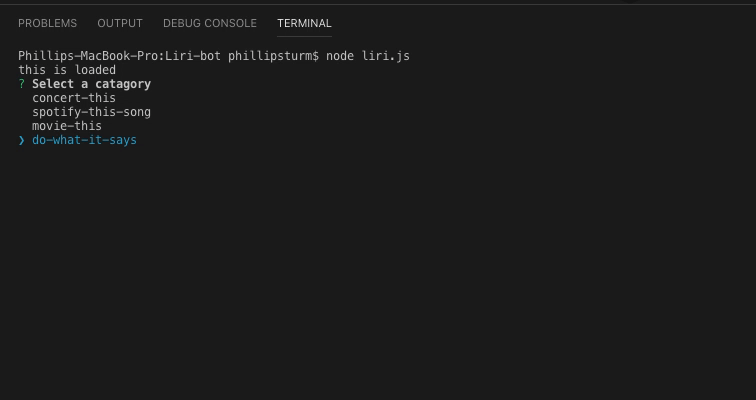 PROBLEMS OUTPUT DEBUG CONSOLE TERMINAL
Phillips-MacBook-Pro:Liri-bot phillipsturm$ node liri.js
this is loaded
? Select a catagory
concert-this
spotify-this-song
movie-this
❯ do-what-it-says